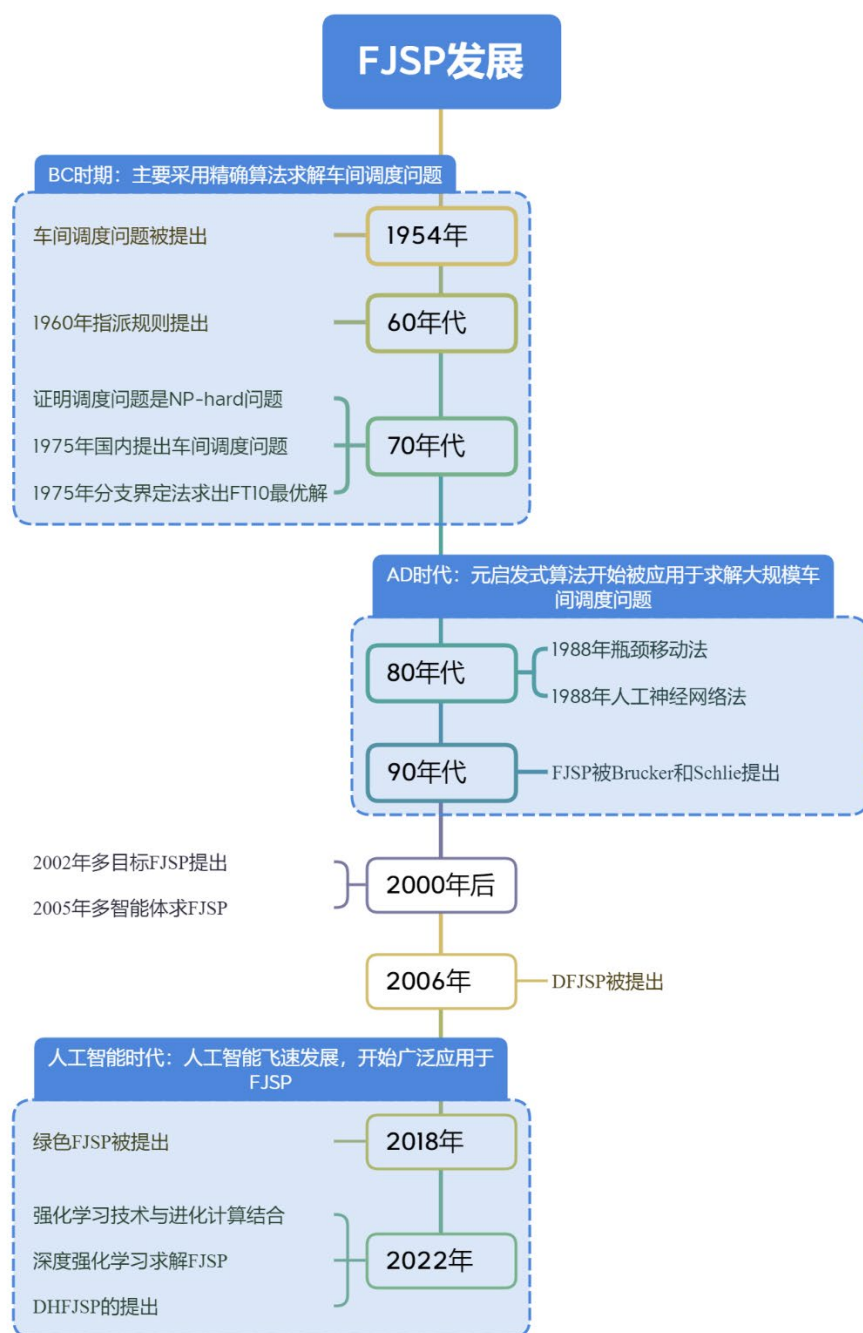 FJSP发展
BC时期：主要采用精确算法求解车间调度问题
车间调度问题被提出
1954年
1960年指派规则提出
60年代
证明调度问题是NP-hard问题
1975年国内提出车间调度问题
1975年分支界定法求出FT10最优解
70年代
AD时代：元启发式算法开始被应用于求解大规模车
间调度问题
80年代
1988年瓶颈移动法
1988年人工神经网络法
90年代
FJSP被Brucker和Schlie提出
2002年多目标FJSP提出
2005年多智能体求FJSP
2000年后
2006年
DFJSP被提出
人工智能时代：人工智能飞速发展，开始广泛应用于
FJSP
绿色FJSP被提出
2018年
强化学习技术与进化计算结合
深度强化学习求解FJSP
DHFJSP的提出
2022年